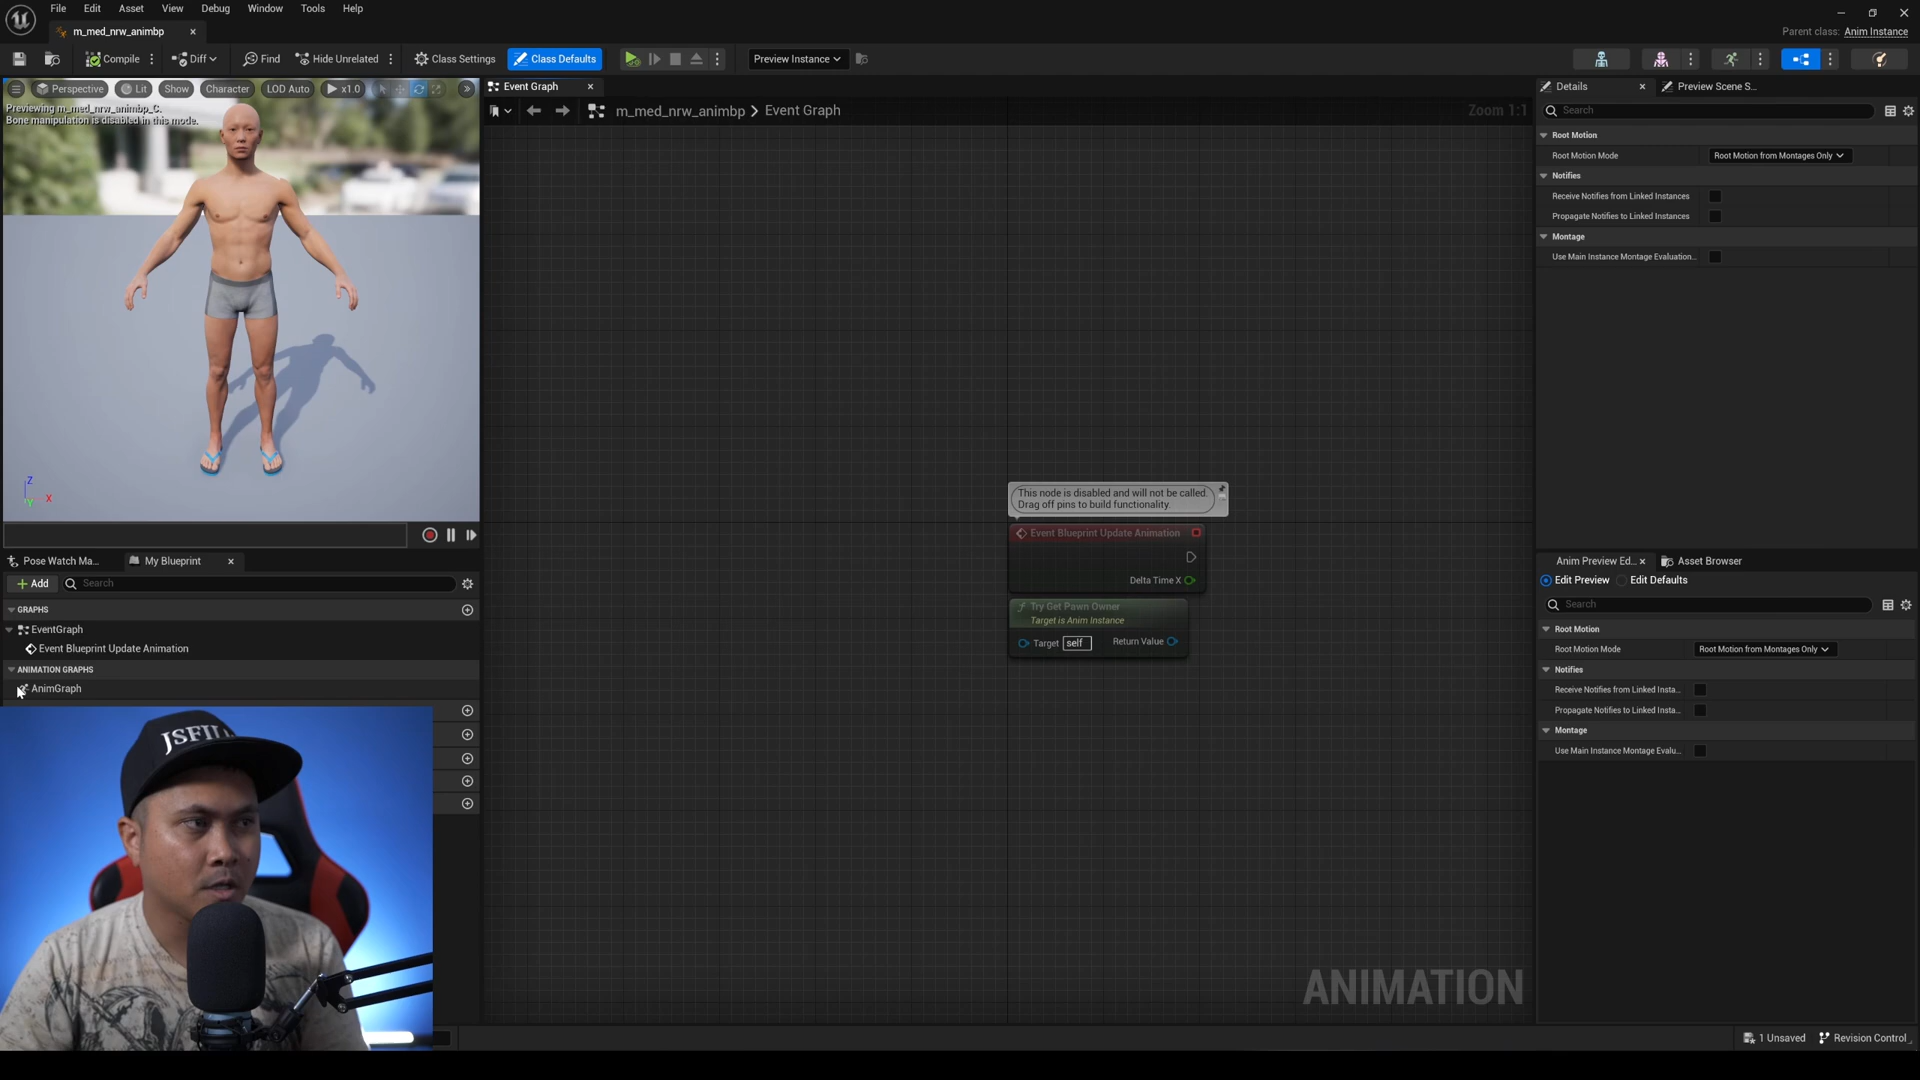 File Edit Asset View Debug Window Tools Help
m_med_nrw_animbp
Parent class: Anim Instance
Compile Diff Find Hide Unrelated Class Settings Class Defaults Preview Instance
Perspective Lit Show Character LOD Auto x1.0
Previewing m_med_nrw_animbp_C.
Bone manipulation is disabled in this mode.
Z
X
Y
Event Graph
m_med_nrw_animbp > Event Graph
Zoom 1:1
This node is disabled and will not be called.
Drag off pins to build functionality.
Event Blueprint Update Animation
Delta Time X
Try Get Pawn Owner
Target is Anim Instance
Target self Return Value
ANIMATION
Pose Watch Ma... My Blueprint
Add Search
GRAPHS
EventGraph
Event Blueprint Update Animation
ANIMATION GRAPHS
AnimGraph
JSFIL
Details Preview Scene S...
Search
Root Motion
Root Motion Mode Root Motion from Montages Only
Notifies
Receive Notifies from Linked Instances
Propagate Notifies to Linked Instances
Montage
Use Main Instance Montage Evaluation...
Anim Preview Ed... Asset Browser
Edit Preview Edit Defaults
Search
Root Motion
Root Motion Mode Root Motion from Montages Only
Notifies
Receive Notifies from Linked Insta...
Propagate Notifies to Linked Insta...
Montage
Use Main Instance Montage Evalu...
1 Unsaved Revision Control